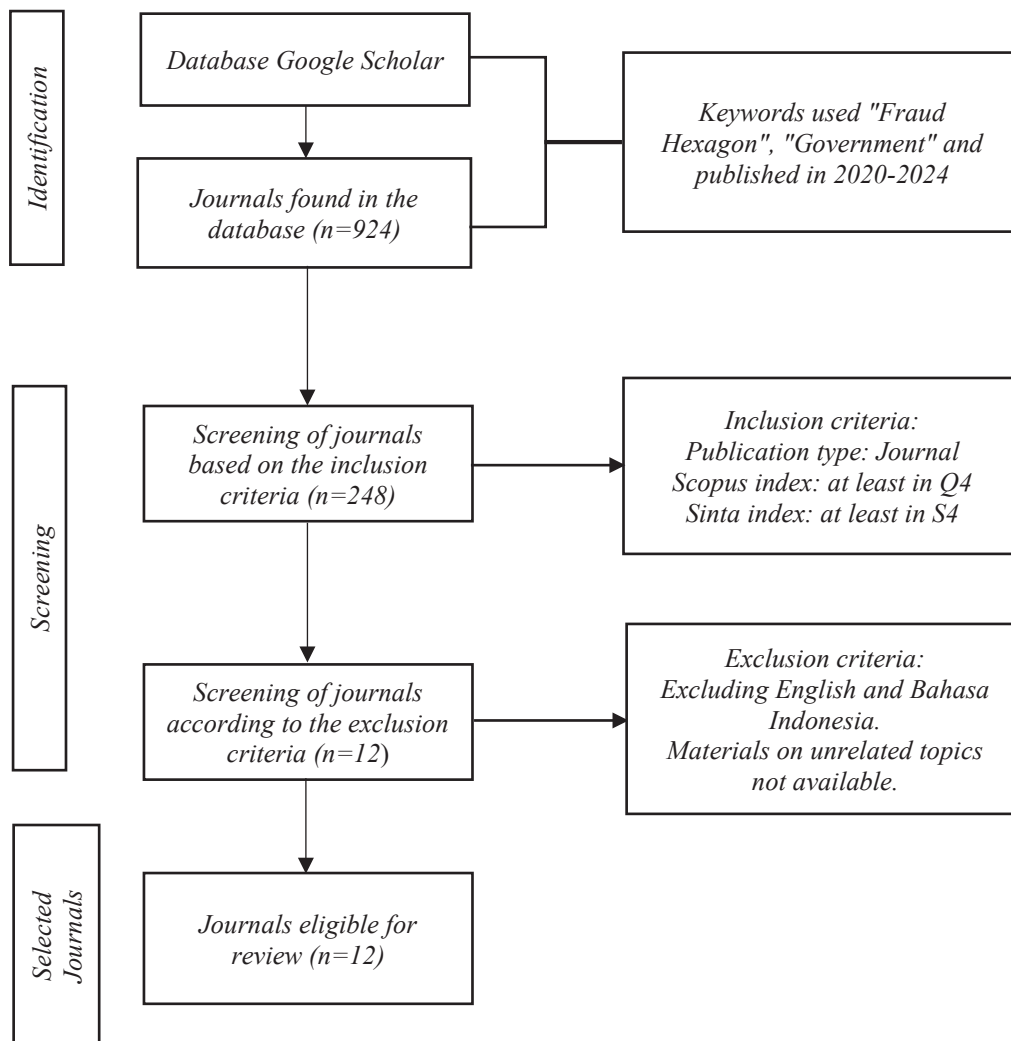 Identification
Database Google Scholar
Journals found in the
database (n=924)
Keywords used "Fraud
Hexagon", "Government" and
published in 2020-2024
Screening
Screening of journals
based on the inclusion
criteria (n=248)
Inclusion criteria:
Publication type: Journal
Scopus index: at least in Q4
Sinta index: at least in S4
Screening of journals
according to the exclusion
criteria (n=12)
Exclusion criteria:
Excluding English and Bahasa
Indonesia.
Materials on unrelated topics
not available.
Selected
Journals
Journals eligible for
review (n=12)